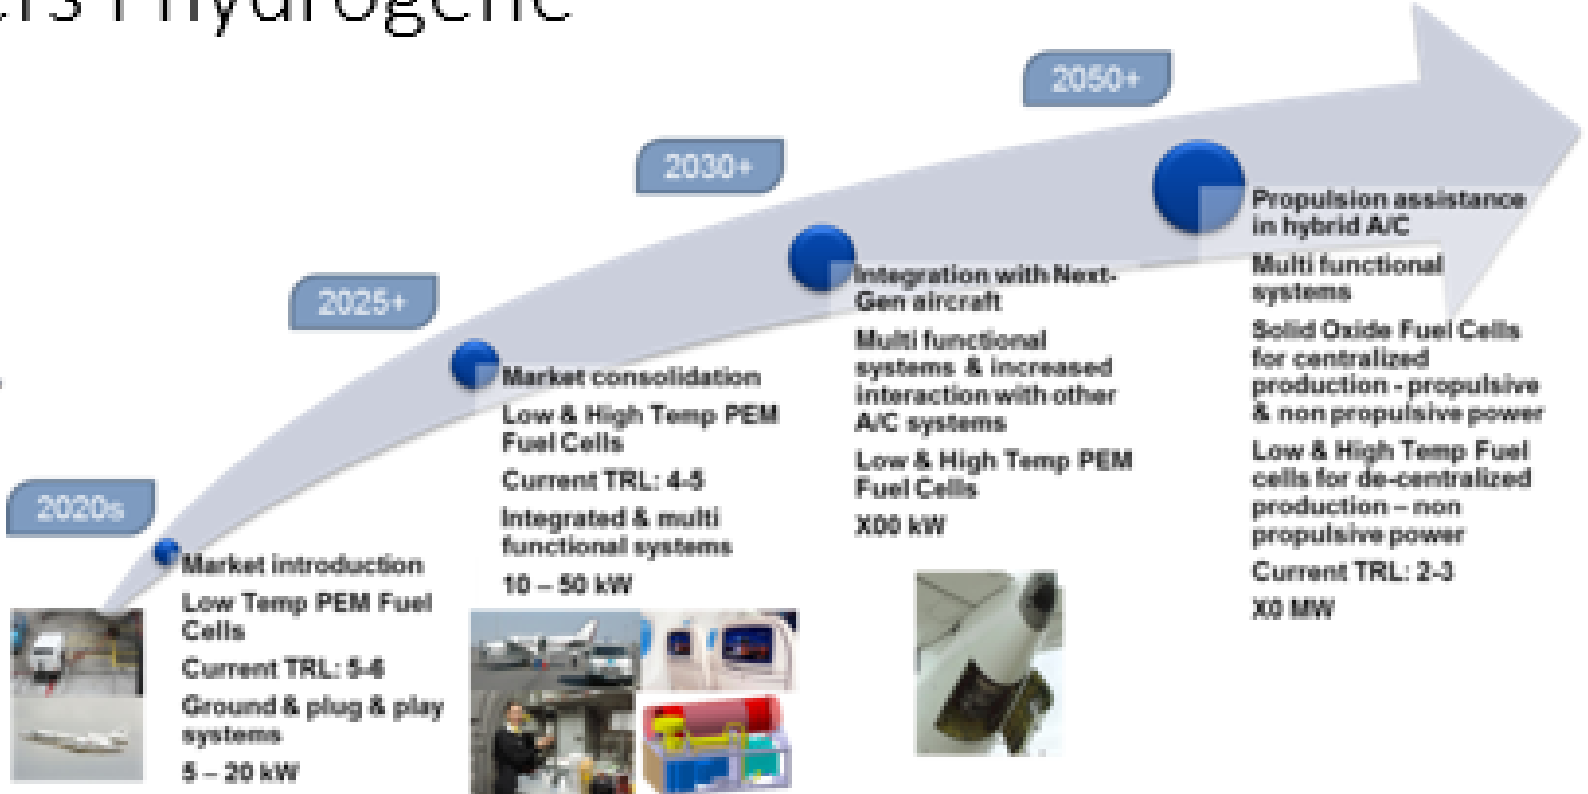 ers l'hydrogène
2020s
Market introduction
Low Temp PEM Fuel
Cells
Current TRL: 5-6
Ground & plug & play
systems
5 – 20 kW
2025+
Market consolidation
Low & High Temp PEM
Fuel Cells
Current TRL: 4-5
Integrated & multi
functional systems
10 – 50 kW
2030+
Integration with Next-
Gen aircraft
Multi functional
systems & increased
interaction with other
A/C systems
Low & High Temp PEM
Fuel Cells
X00 kW
2050+
Propulsion assistance
in hybrid A/C
Multi functional
systems
Solid Oxide Fuel Cells
for centralized
production - propulsive
& non propulsive power
Low & High Temp Fuel
cells for de-centralized
production – non
propulsive power
Current TRL: 2-3
X0 MW